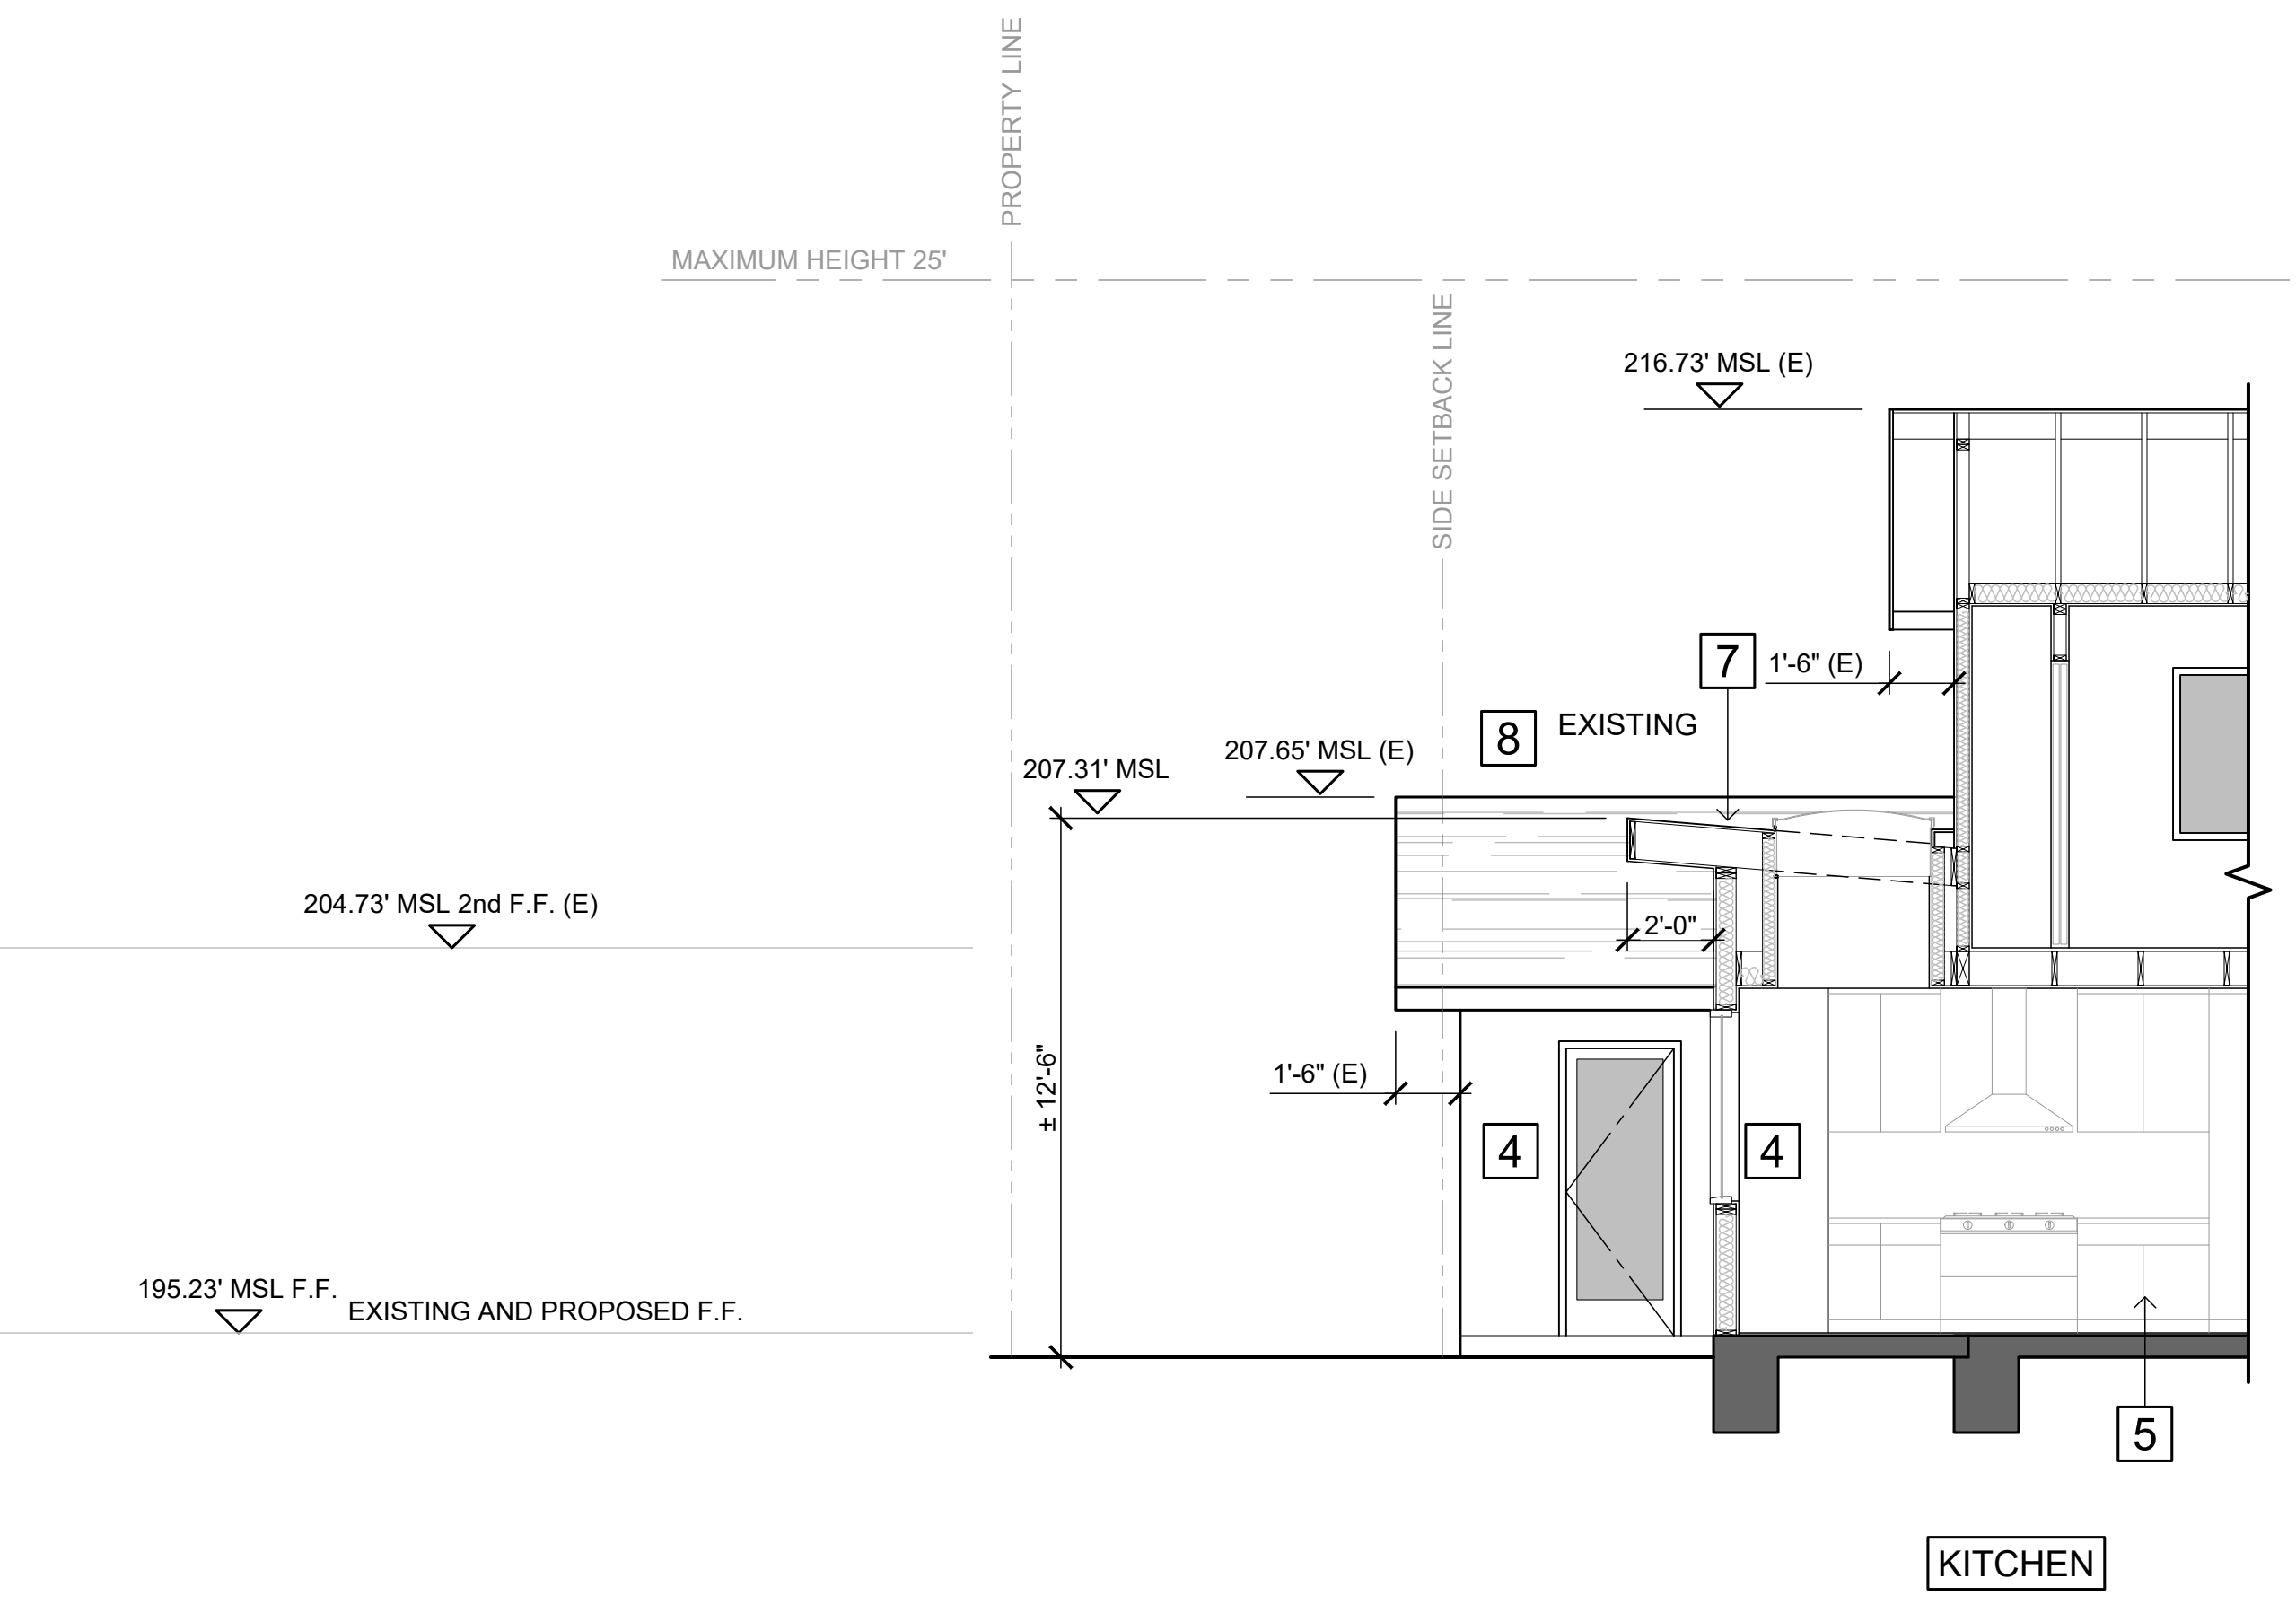 PROPERTY LINE
MAXIMUM HEIGHT 25'
SIDE SETBACK LINE
216.73' MSL (E)
7
1'-6" (E)
8
EXISTING
207.65' MSL (E)
207.31' MSL
204.73' MSL 2nd F.F. (E)
2'-0"
± 12'-6"
1'-6" (E)
4
4
195.23' MSL F.F.
EXISTING AND PROPOSED F.F.
5
KITCHEN